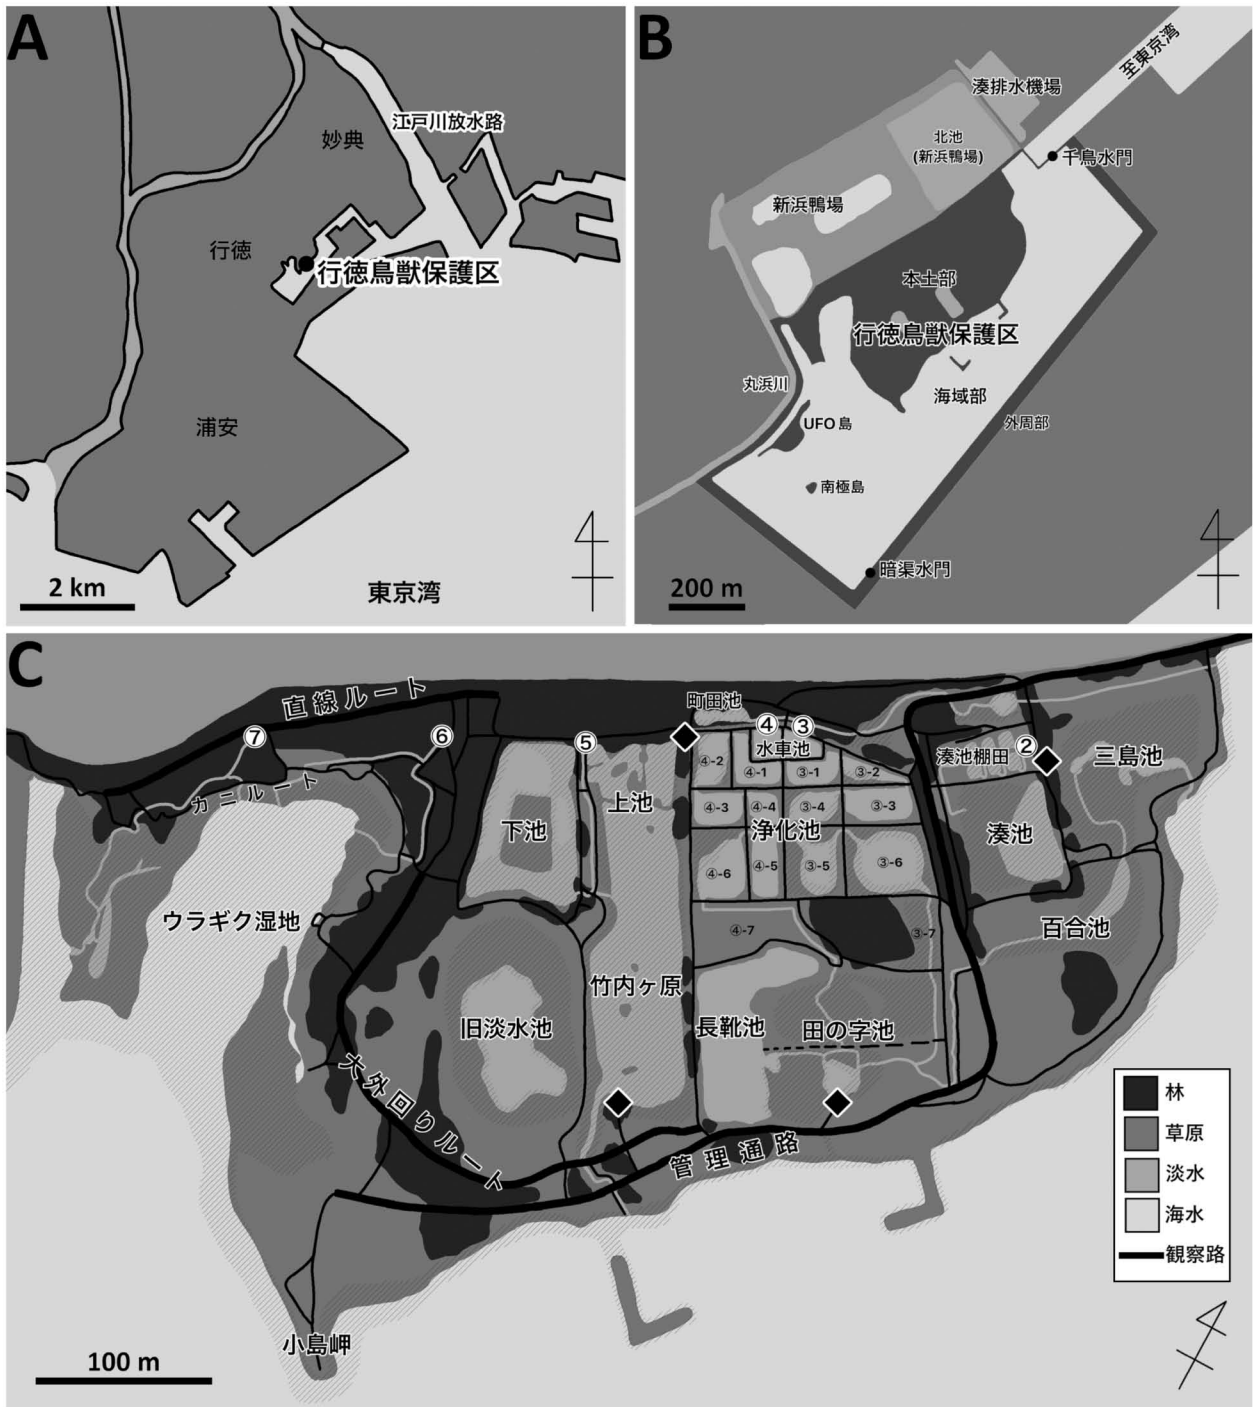 A
江戸川放水路
妙典
行徳
行徳鳥獣保護区
浦安
2 km
東京湾
B
至東京湾
湊排水機場
北池
(新浜鴨場)
千鳥水門
新浜鴨場
本土部
行徳鳥獣保護区
丸浜川
海域部
UFO島
外周部
南極島
暗渠水門
200 m
C
直線ルート
町田池
⑦
⑥
⑤
④
③
水車池
②
湊池棚田
三島池
カニルート
④-2
④-1
③-1
③-2
上池
④-3
④-4
③-4
③-3
下池
浄化池
湊池
④-6
④-5
③-5
③-6
ウラギク湿地
④-7
③-7
百合池
竹内ヶ原
旧淡水池
長靴池
田の字池
大外回りルート
管理通路
林
草原
淡水
海水
観察路
小島岬
100 m